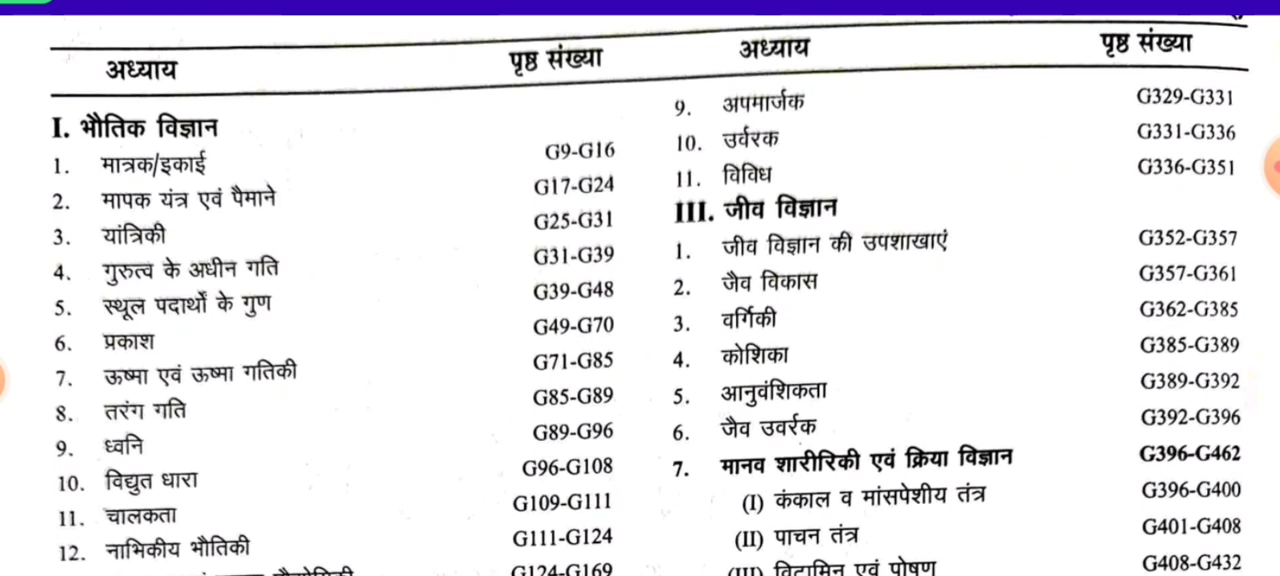 अध्याय पृष्ठ संख्या
I. भौतिक विज्ञान
1. मात्रक/इकाई G9-G16
2. मापक यंत्र एवं पैमाने G17-G24
3. यांत्रिकी G25-G31
4. गुरुत्व के अधीन गति G31-G39
5. स्थूल पदार्थों के गुण G39-G48
6. प्रकाश G49-G70
7. ऊष्मा एवं ऊष्मा गतिकी G71-G85
8. तरंग गति G85-G89
9. ध्वनि G89-G96
10. विद्युत धारा G96-G108
11. चालकता G109-G111
12. नाभिकीय भौतिकी G111-G124
G124-G169
अध्याय पृष्ठ संख्या
9. अपमार्जक G329-G331
10. उर्वरक G331-G336
11. विविध G336-G351
III. जीव विज्ञान
1. जीव विज्ञान की उपशाखाएं G352-G357
2. जैव विकास G357-G361
3. वर्गिकी G362-G385
4. कोशिका G385-G389
5. आनुवंशिकता G389-G392
6. जैव उवर्रक G392-G396
7. मानव शारीरिकी एवं क्रिया विज्ञान G396-G462
(I) कंकाल व मांसपेशीय तंत्र G396-G400
(II) पाचन तंत्र G401-G408
(III) विटामिन एवं पोषण G408-G432